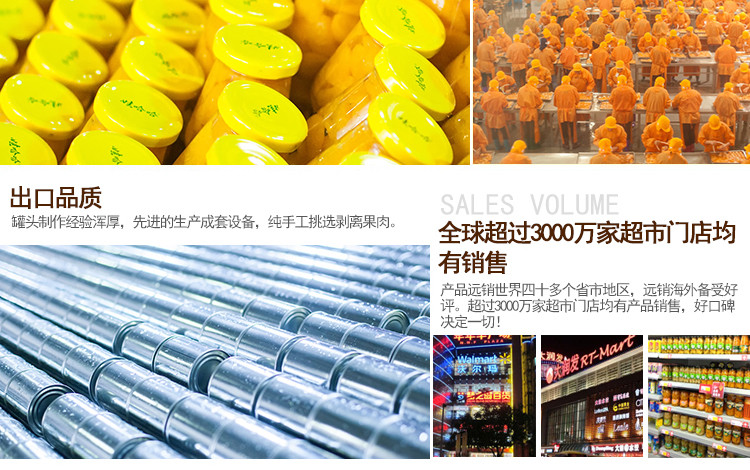 出口品质
罐头制作经验浑厚，先进的生产成套设备，纯手工挑选剥离果肉。
SALES VOLUME
全球超过3000万家超市门店均
有销售
产品远销世界四十多个省市地区，远销海外备受好
评。超过3000万家超市门店均有产品销售，好口碑
决定一切！
Walmart
沃尔玛
大润发 RT-Mart
大润发